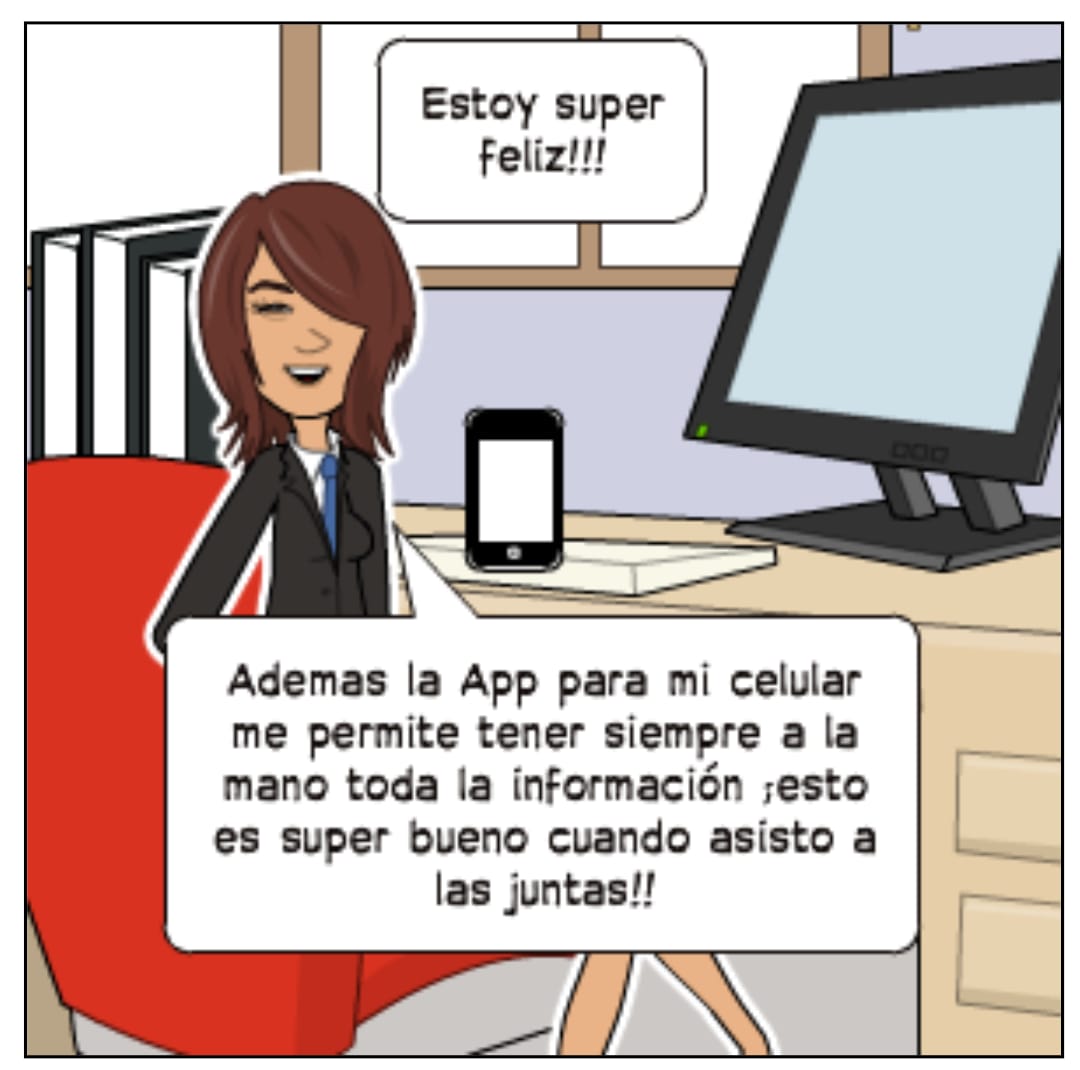 Estoy super
feliz!!!
Ademas la App para mi celular
me permite tener siempre a la
mano toda la información ;esto
es super bueno cuando asisto a
las juntas!!